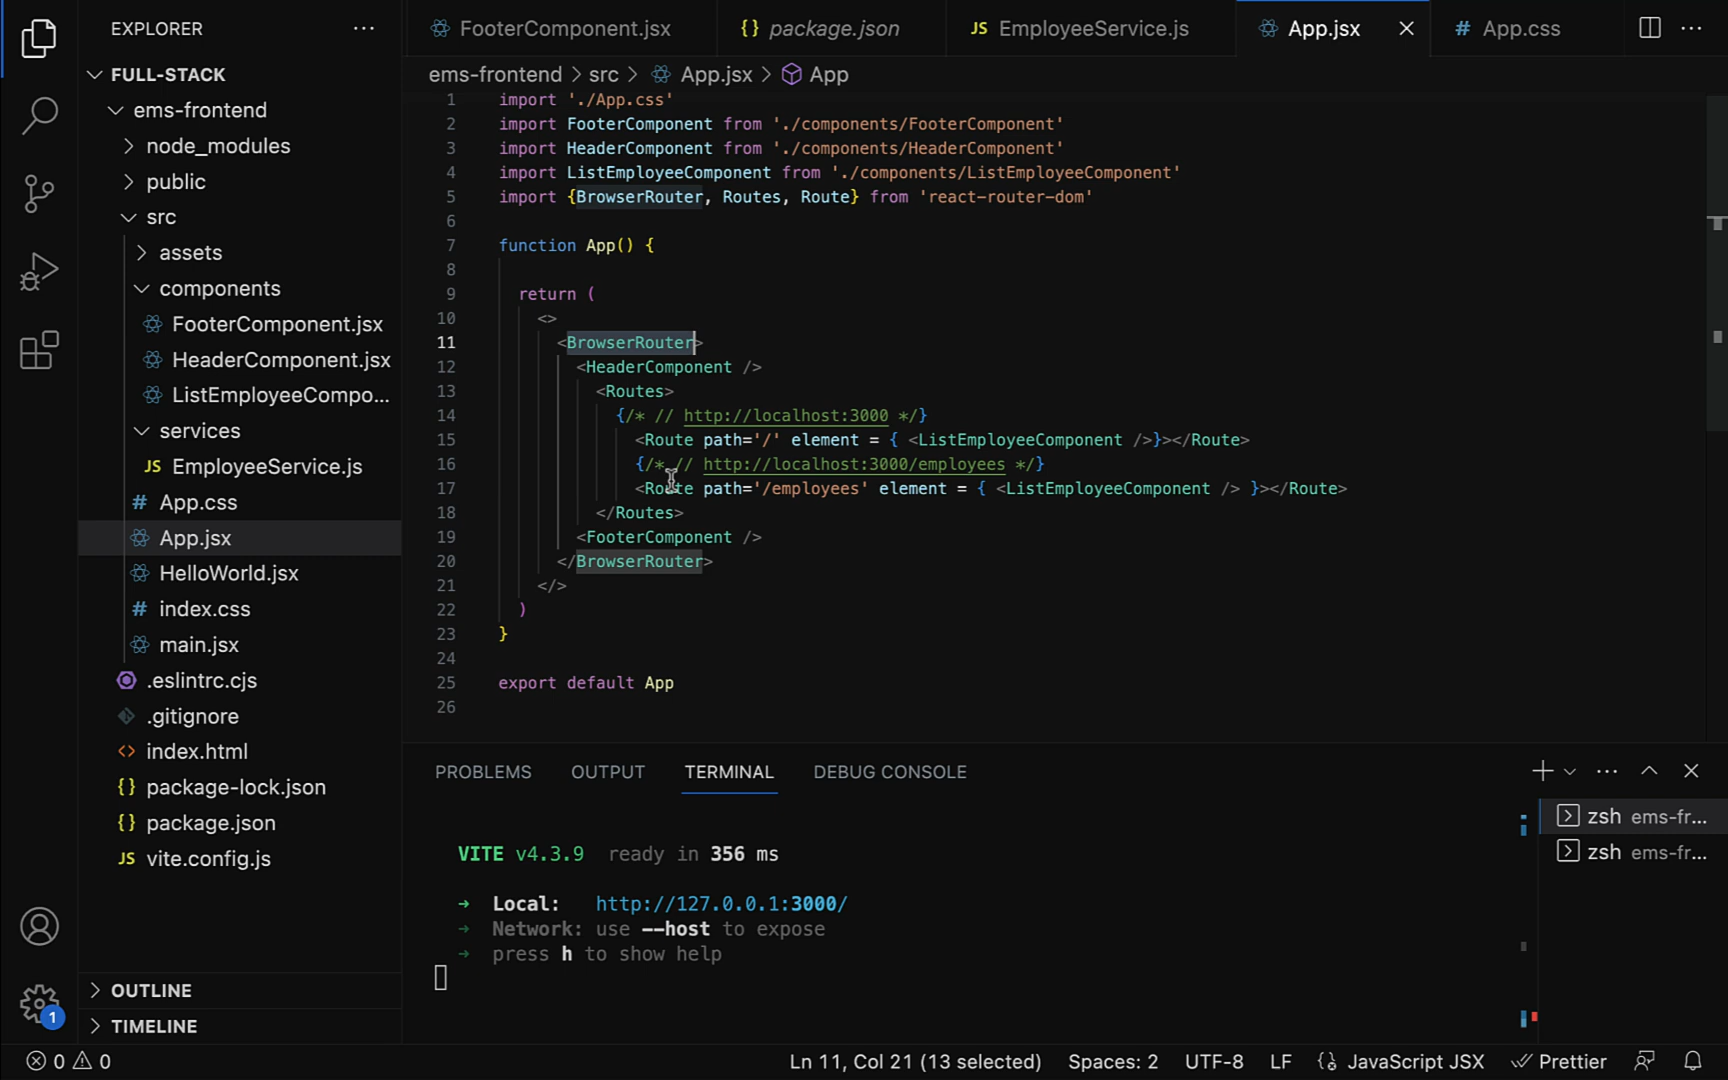 EXPLORER
FULL-STACK
ems-frontend
node_modules
public
src
assets
components
FooterComponent.jsx
HeaderComponent.jsx
ListEmployeeCompo...
services
JS EmployeeService.js
# App.css
App.jsx
HelloWorld.jsx
# index.css
main.jsx
.eslintrc.cjs
.gitignore
<> index.html
{} package-lock.json
{} package.json
JS vite.config.js
OUTLINE
TIMELINE
1
FooterComponent.jsx {} package.json JS EmployeeService.js App.jsx # App.css
ems-frontend > src > App.jsx > App
1 import './App.css'
2 import FooterComponent from './components/FooterComponent'
3 import HeaderComponent from './components/HeaderComponent'
4 import ListEmployeeComponent from './components/ListEmployeeComponent'
5 import {BrowserRouter, Routes, Route} from 'react-router-dom'
6
7 function App() {
8
9 return (
10 <>
11 <BrowserRouter>
12 <HeaderComponent />
13 <Routes>
14 {/* // http://localhost:3000 */}
15 <Route path='/' element = { <ListEmployeeComponent />}></Route>
16 {/* // http://localhost:3000/employees */}
17 <Route path='/employees' element = { <ListEmployeeComponent /> }></Route>
18 </Routes>
19 <FooterComponent />
20 </BrowserRouter>
21 </>
22 )
23 }
24
25 export default App
26
PROBLEMS OUTPUT TERMINAL DEBUG CONSOLE
VITE v4.3.9 ready in 356 ms
➜ Local: http://127.0.0.1:3000/
➜ Network: use --host to expose
➜ press h to show help
zsh ems-fr...
zsh ems-fr...
0 0 Ln 11, Col 21 (13 selected) Spaces: 2 UTF-8 LF {} JavaScript JSX Prettier